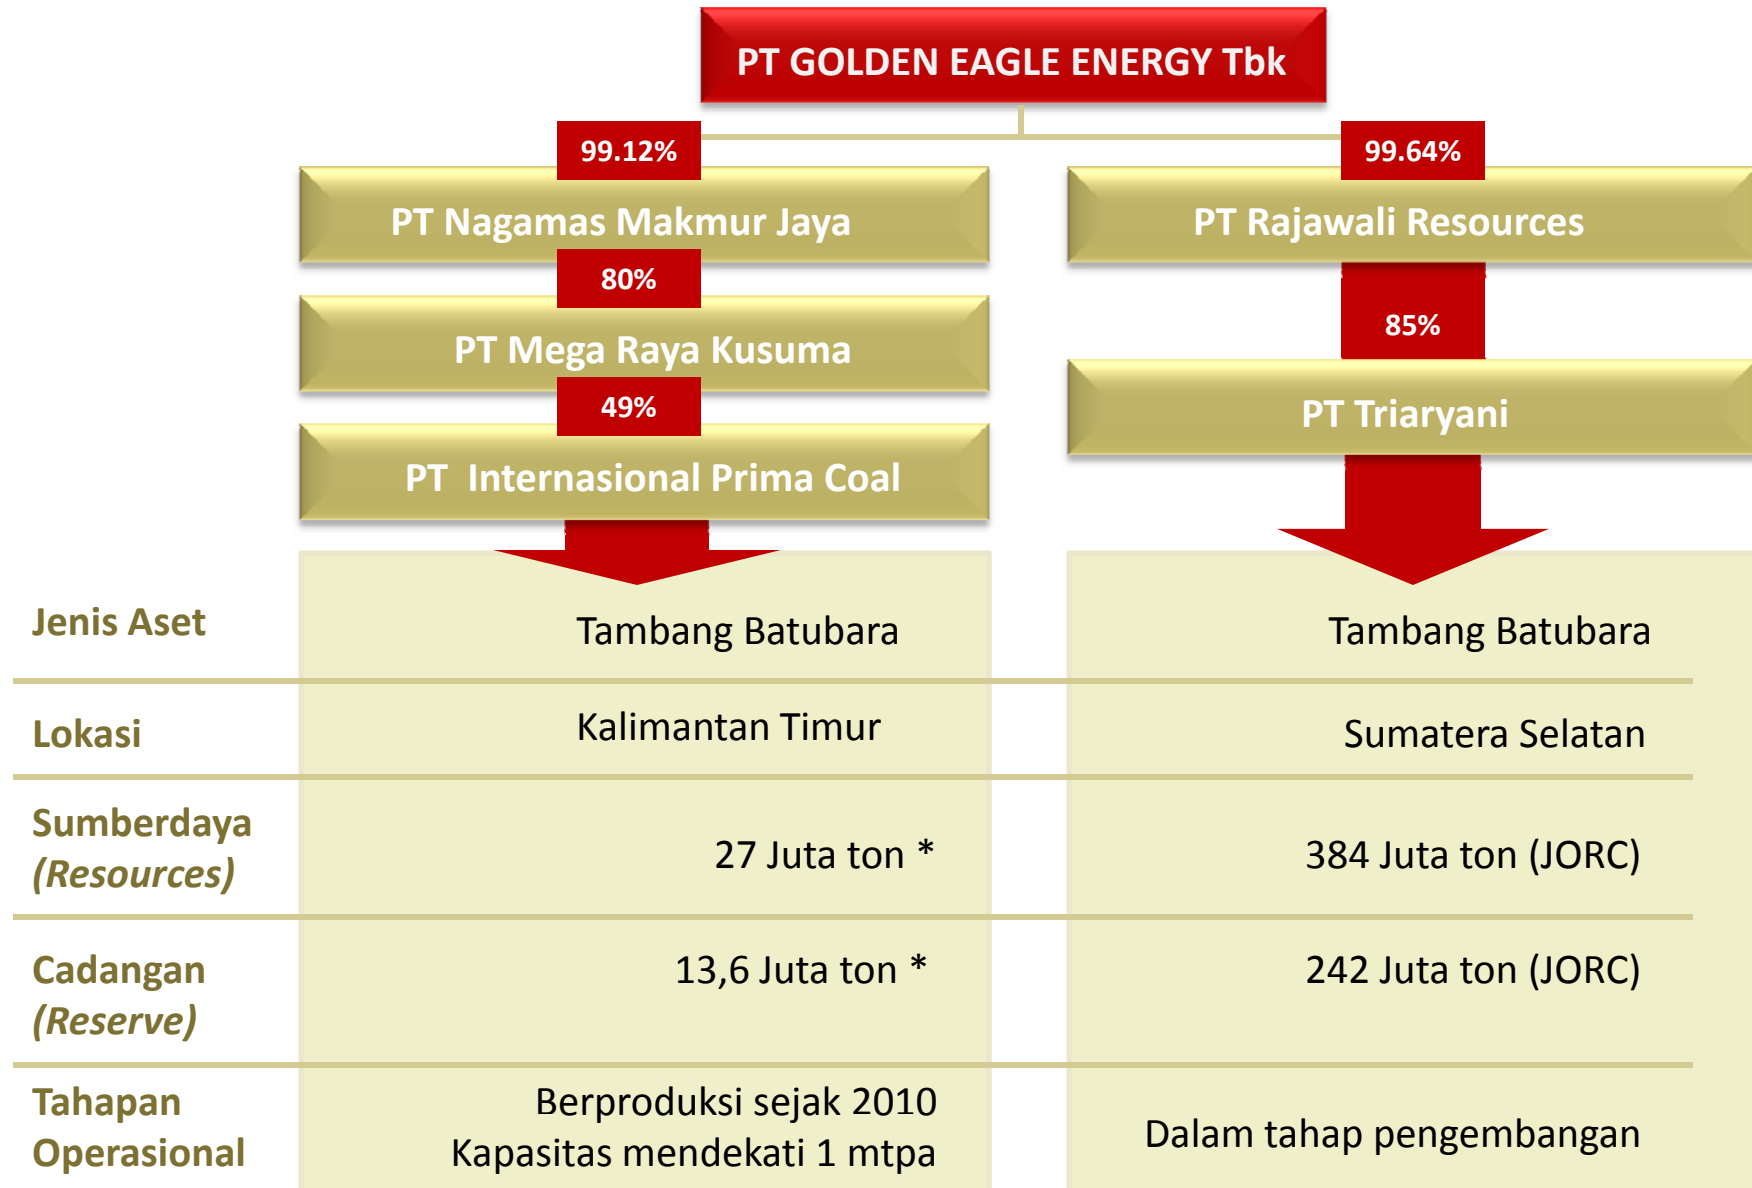 PT GOLDEN EAGLE ENERGY Tbk
99.12%
99.64%
PT Nagamas Makmur Jaya
PT Rajawali Resources
80%
85%
PT Mega Raya Kusuma
49%
PT Triaryani
PT Internasional Prima Coal
Jenis Aset
Tambang Batubara
Tambang Batubara
Lokasi
Kalimantan Timur
Sumatera Selatan
Sumberdaya
(Resources)
27 Juta ton *
384 Juta ton (JORC)
Cadangan
(Reserve)
13,6 Juta ton *
242 Juta ton (JORC)
Tahapan
Operasional
Berproduksi sejak 2010
Kapasitas mendekati 1 mtpa
Dalam tahap pengembangan